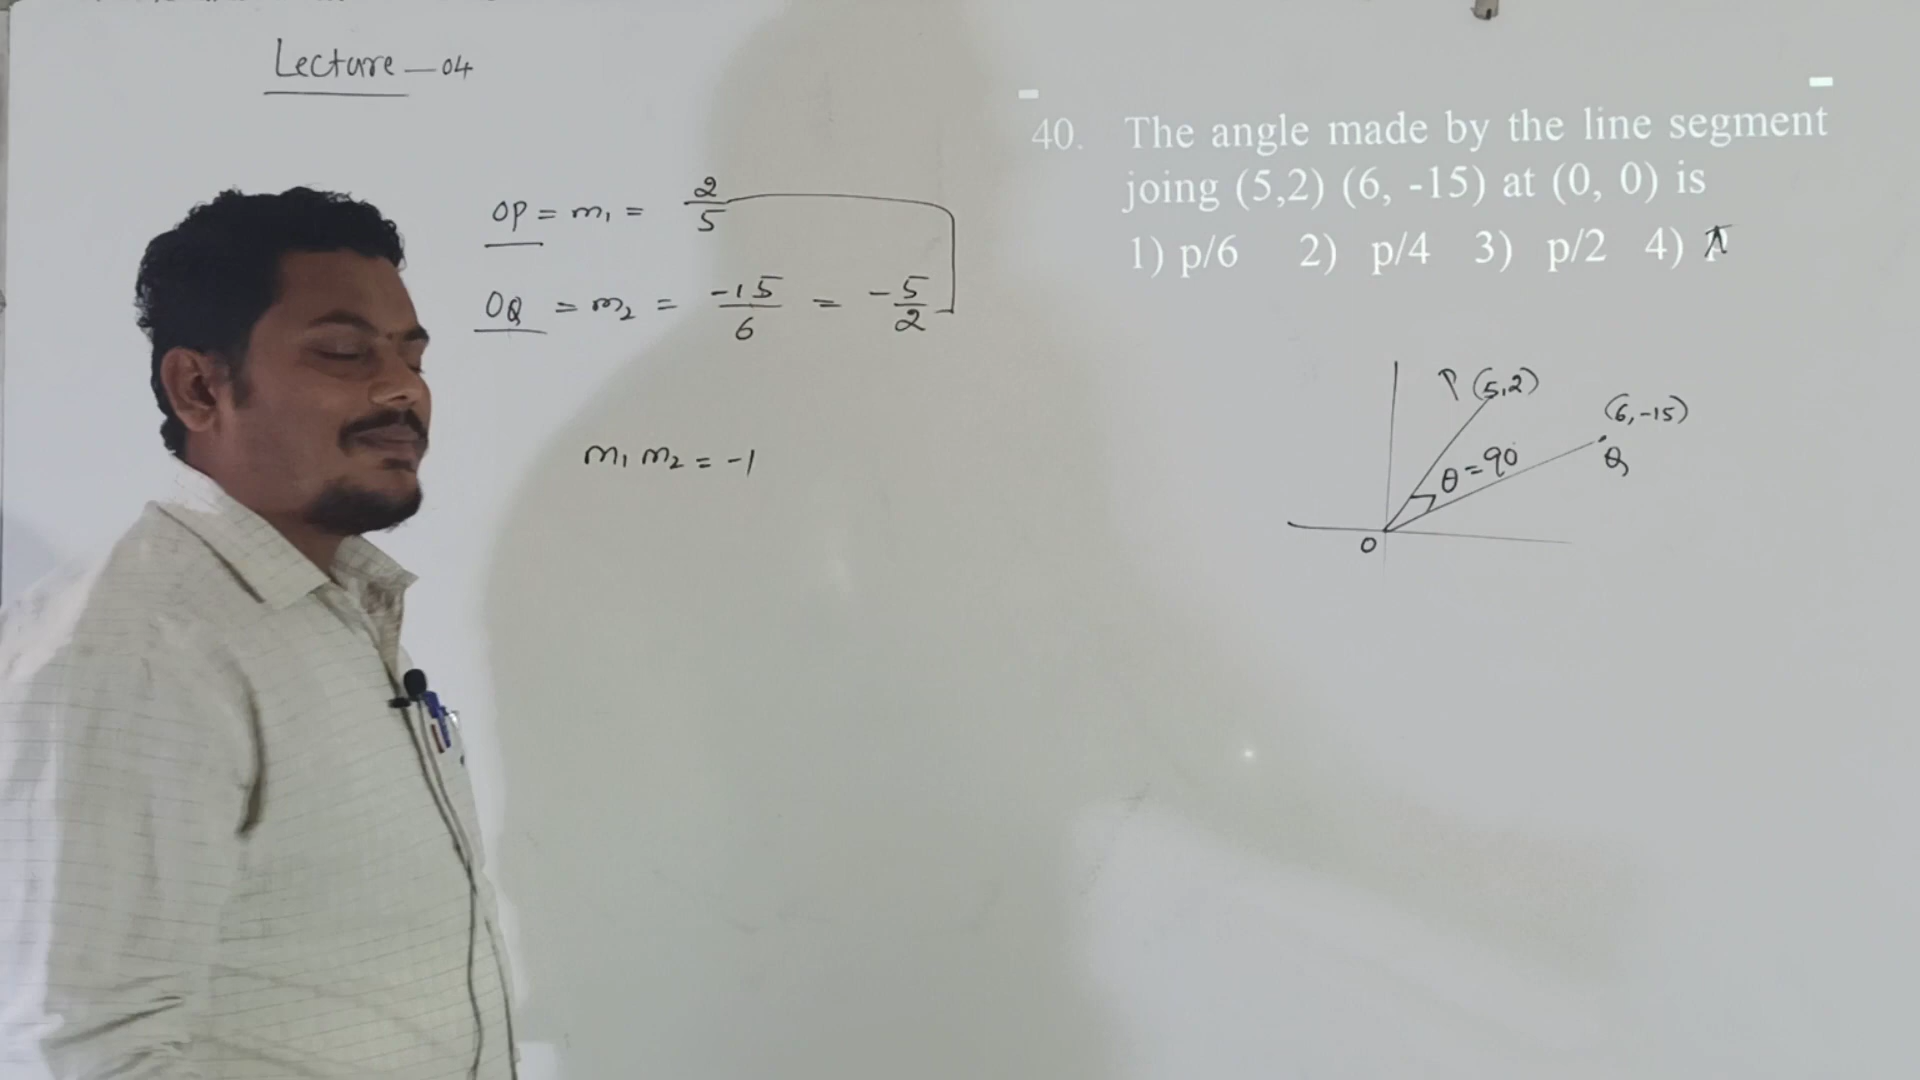 Lecture — 04
OP = m₁ = 2/5
OQ = m₂ = -15/6 = -5/2
m₁ m₂ = -1
40. The angle made by the line segment
joing (5,2) (6, -15) at (0, 0) is
1) p/6 2) p/4 3) p/2 4) π
P (5,2)
(6,-15)
Q
θ = 90°
O